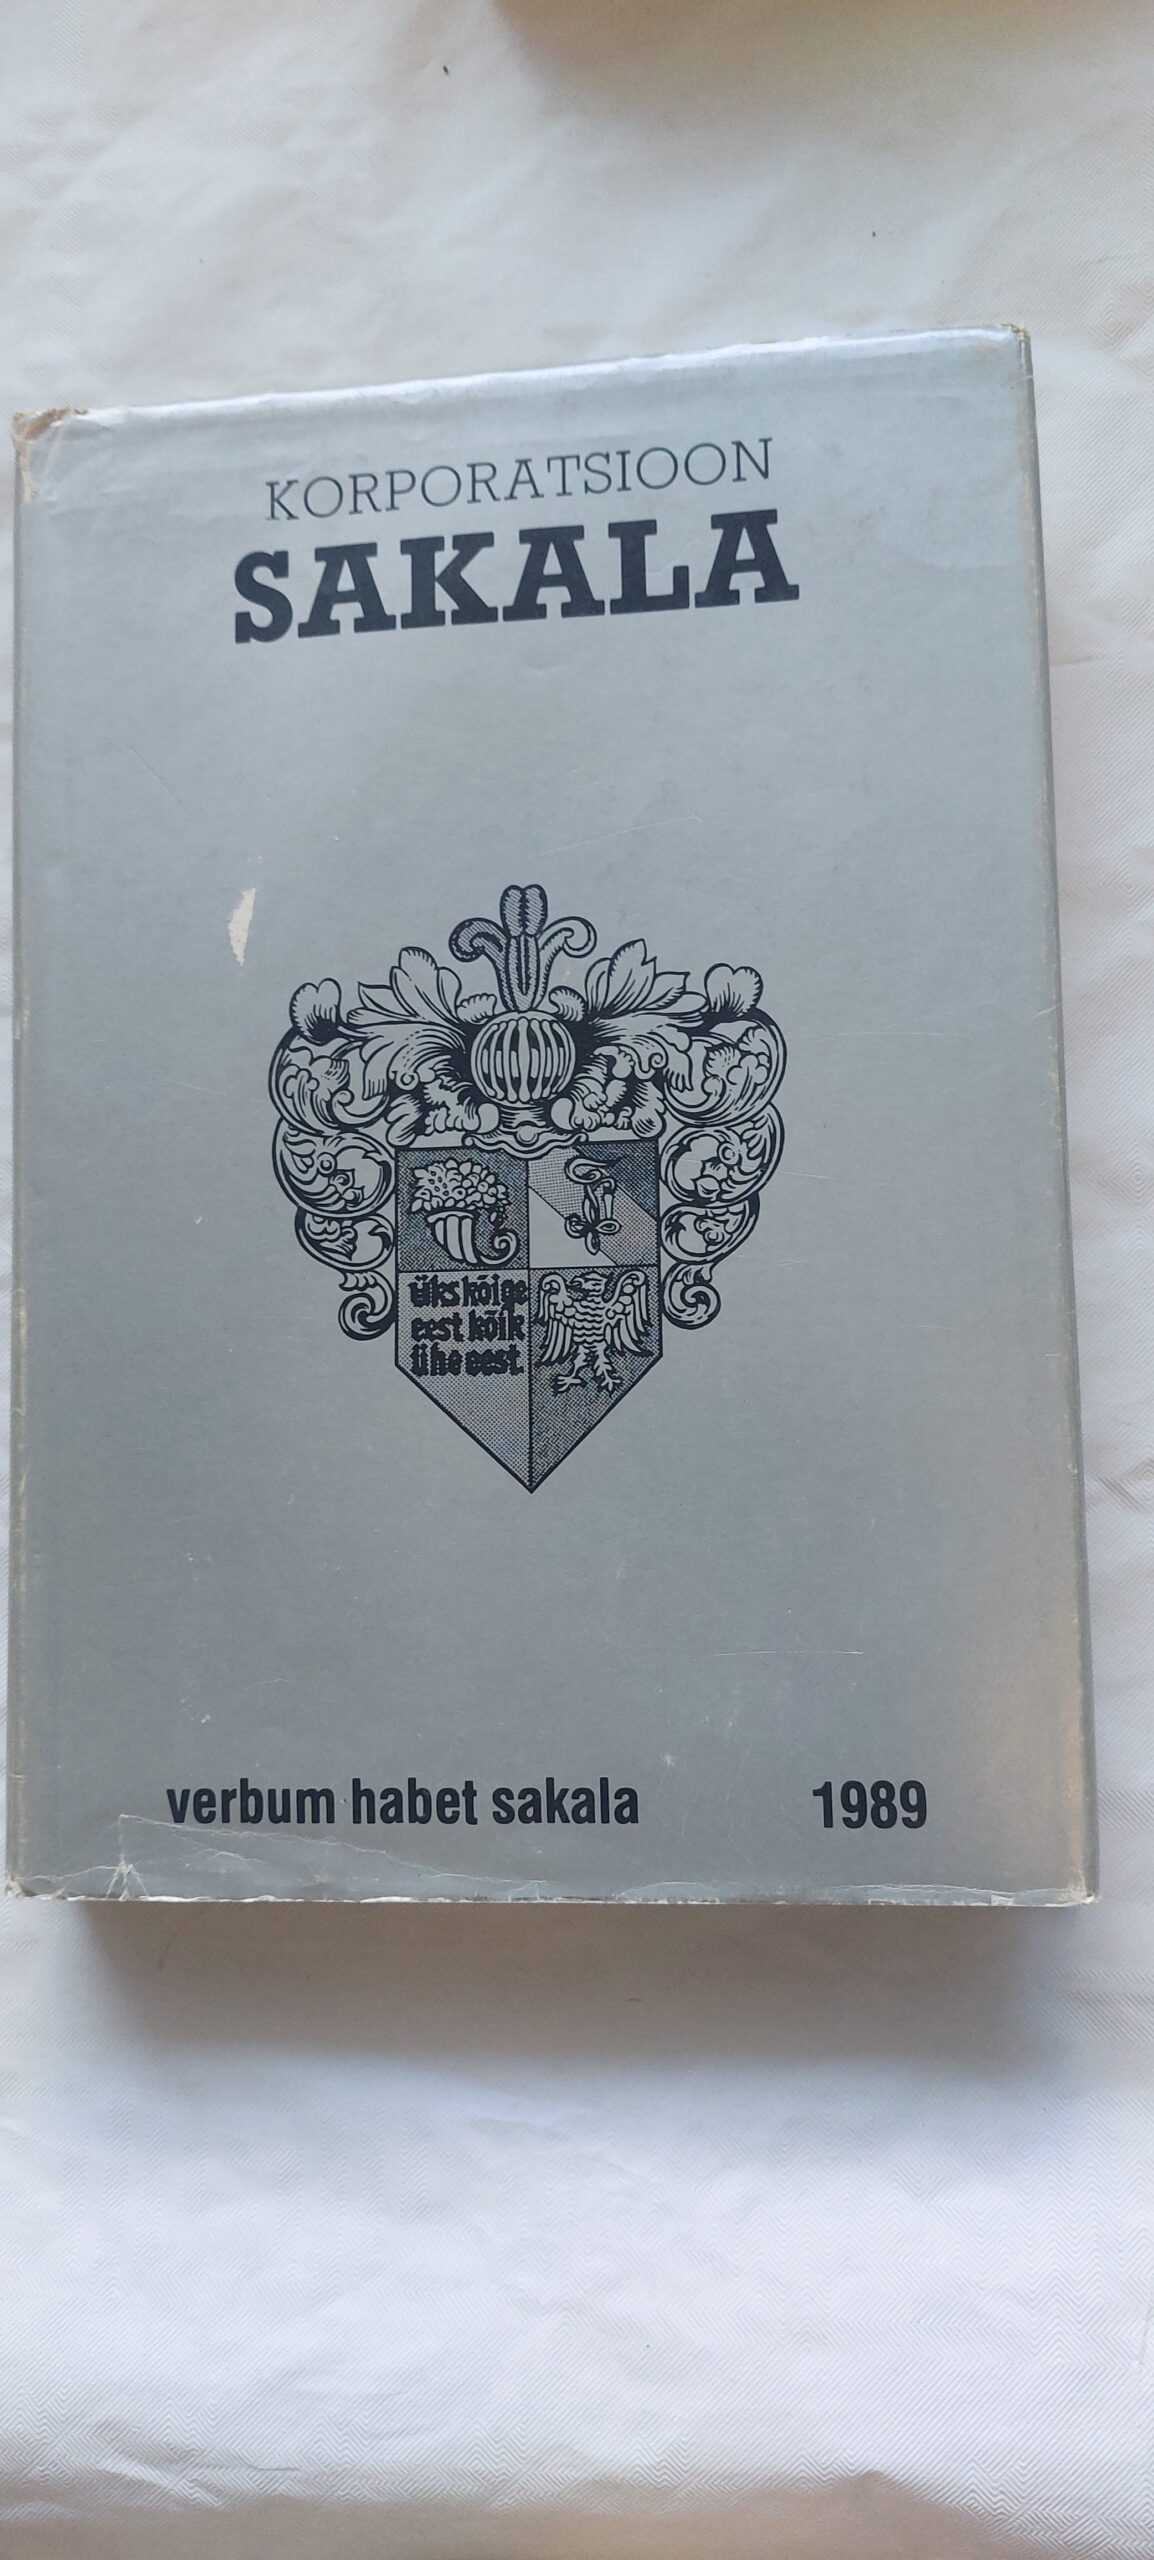 KORPORATSIOON
SAKALA
üks kõige
eest kõik
ühe eest
verbum habet sakala 1989